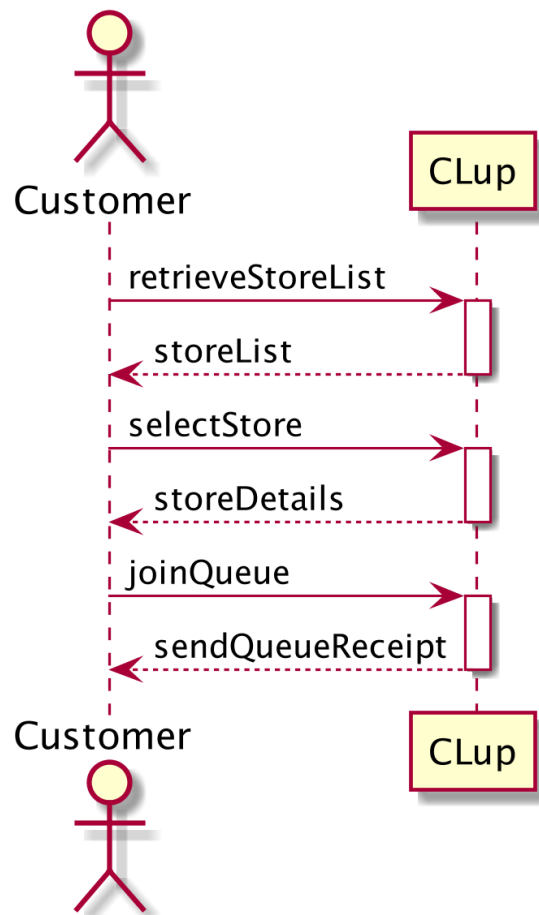 Customer
CLup
retrieveStoreList
storeList
selectStore
storeDetails
joinQueue
sendQueueReceipt
Customer
CLup